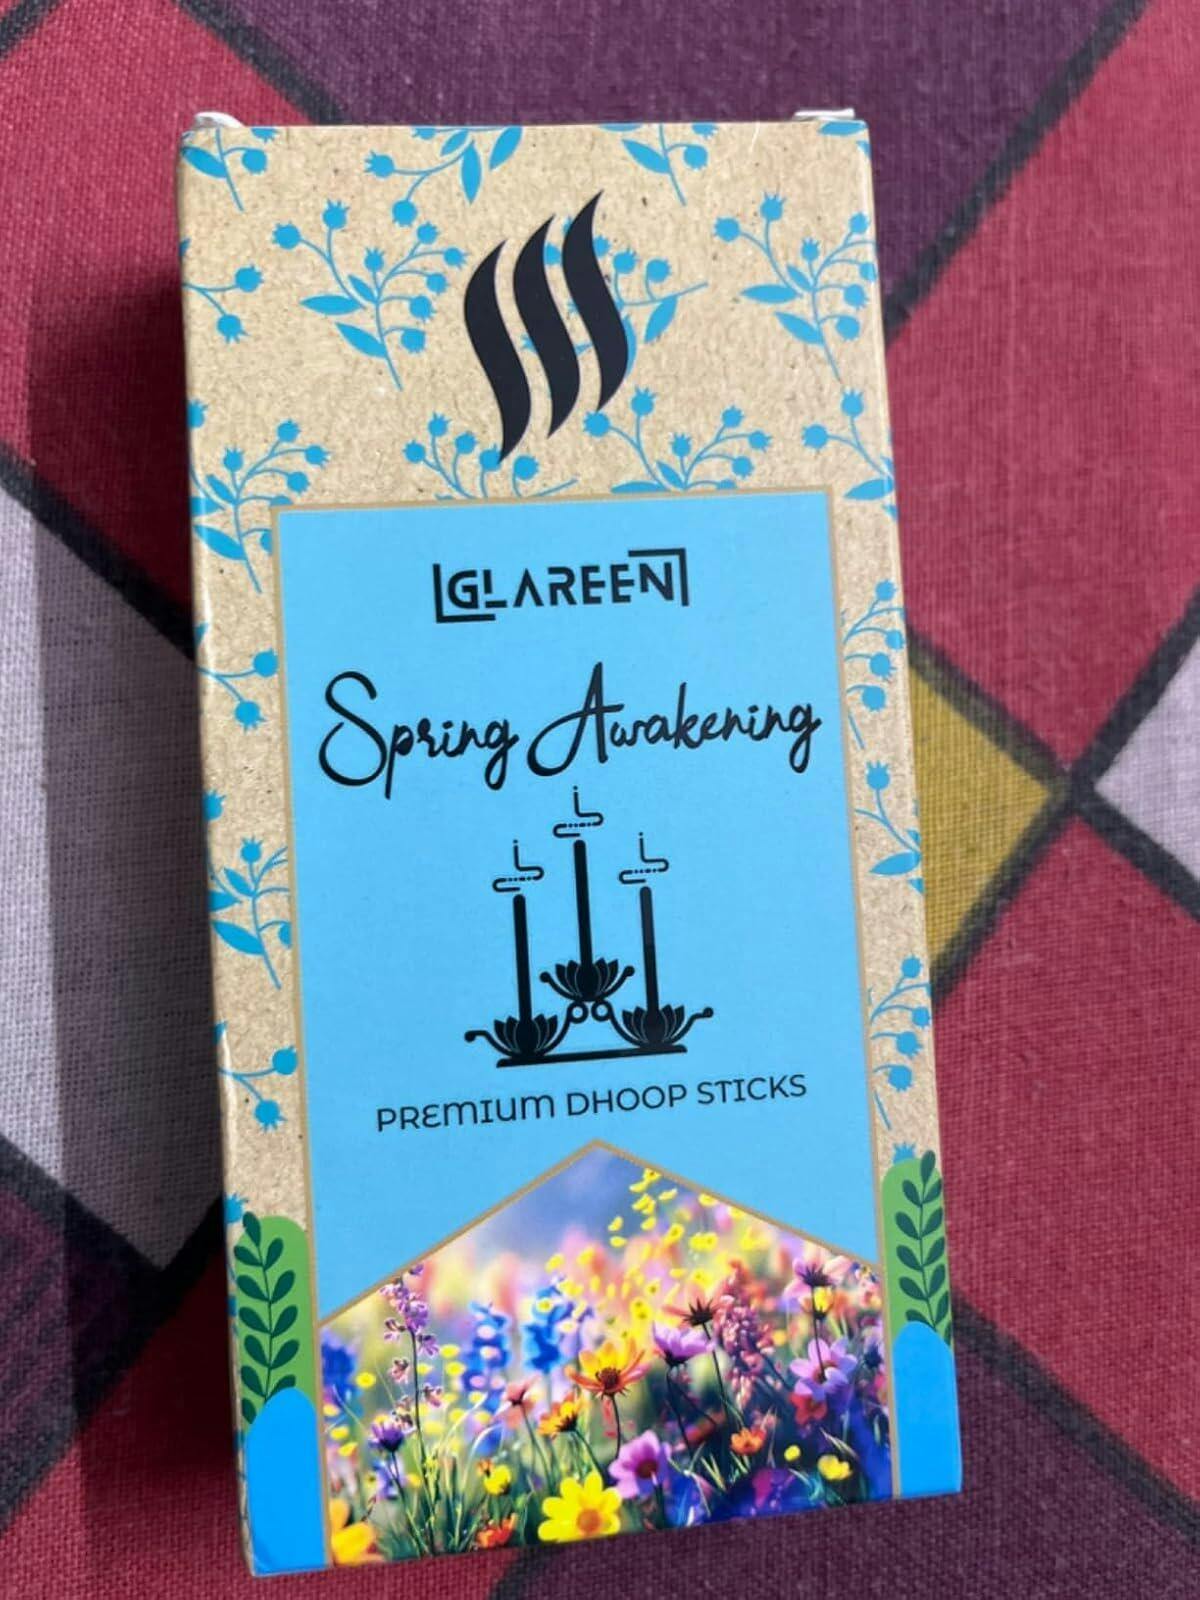 GLAREEN
Spring Awakening
PREMIUM DHOOP STICKS